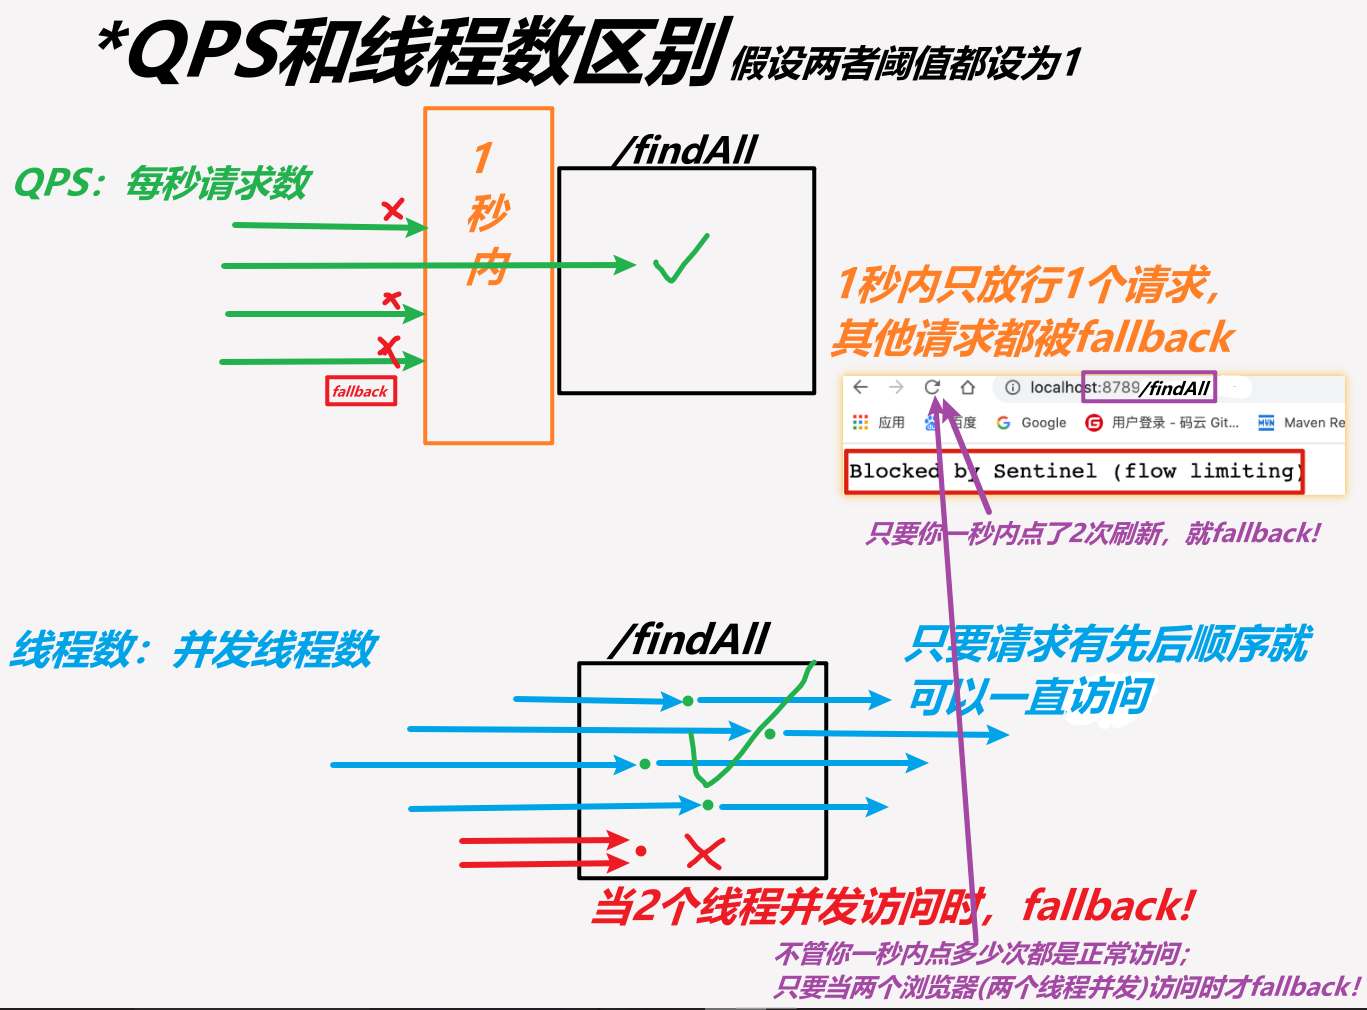 *QPS和线程数区别 假设两者阈值都设为1
QPS：每秒请求数
1
秒
内
/findAll
fallback
1秒内只放行1个请求，
其他请求都被fallback
localhost:8789/findAll
应用 百度 Google 用户登录 - 码云 Git... Maven Re
Blocked by Sentinel (flow limiting)
只要你一秒内点了2次刷新，就fallback!
线程数：并发线程数
/findAll
只要请求有先后顺序就
可以一直访问
当2个线程并发访问时，fallback!
不管你一秒内点多少次都是正常访问；
只要当两个浏览器(两个线程并发)访问时才fallback!